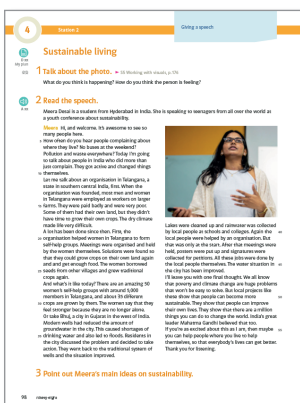 4
Station 2
Giving a speech
Sustainable living
1 Talk about the photo.
What do you think is happening? How do you think the person is feeling?
2 Read the speech.
Meera Desai is a student from Hyderabad in India. She is speaking to teenagers from all over the world as
a youth conference about sustainability.
Meera Hi, and welcome. It's awesome to see so
many people here.
How often do you hear people complaining about
where they live? No buses at the weekend?
Pollution and waste everywhere? Today I'm going
to talk about people in India who did more than
just complain. They got active and changed things
themselves.
Let me talk about an organisation in Telangana, a
state in southern central India, first. When the
organisation was founded, most men and women
in Telangana were employed as workers on larger
farms. They were paid badly and were very poor.
Some of them had their own land, but they didn't
have time to grow their own crops. The dry climate
made life very difficult.
A lot has been done since then. First, the
organisation helped women in Telangana to form
self-help groups. Meetings were organised and held
by the women themselves. Solutions were found so
that they could grow crops on their own land again
and and get enough food. The women borrowed
seeds from other villages and grew traditional
crops again.
And what's it like today? There are an amazing 50
women's self-help groups with around 5,000
members in Telangana, and about 25 different
crops are grown by them. The women say that they
feel stronger because they are no longer alone.
Or take Bhuj, a city in Gujarat in the west of India.
Modern wells had reduced the amount of
groundwater in the city. This caused shortages of
drinking water and also led to floods. Residents in
the city discussed the problem and decided to take
action. They went back to the traditional system of
wells and the situation improved.
Lakes were cleaned up and rainwater was collected
by local people at schools and colleges. Again the
local people were helped by an organisation. But
that was only at the start. After that meetings were
held, posters were put up and signatures were
collected for petitions. All these jobs were done by
the local people themselves. The water situation in
the city has been improved.
I'll leave you with one final thought. We all know
that poverty and climate change are huge problems
that won't be easy to solve. But local projects like
these show that people can become more
sustainable. They show that people can improve
their own lives. They show that there are a million
things you can do to change the world. India's great
leader Mahatma Gandhi believed that too.
If you're as excited about this as I am, then maybe
you can help people where you live to help
themselves, so that everybody's lives can get better.
Thank you for listening.
3 Point out Meera's main ideas on sustainability.
98
ninety-eight